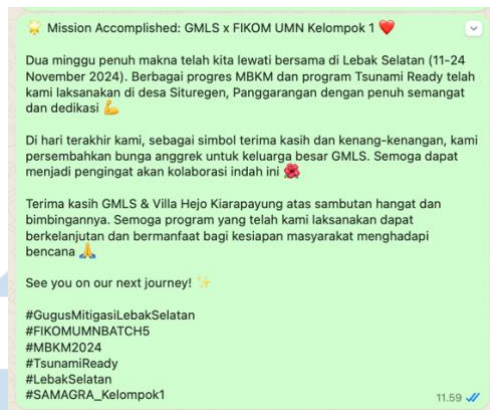 🌟 Mission Accomplished: GMLS x FIKOM UMN Kelompok 1 ❤️
Dua minggu penuh makna telah kita lewati bersama di Lebak Selatan (11-24
November 2024). Berbagai progres MBKM dan program Tsunami Ready telah
kami laksanakan di desa Situregen, Panggarangan dengan penuh semangat
dan dedikasi 💪
Di hari terakhir kami, sebagai simbol terima kasih dan kenang-kenangan, kami
persembahkan bunga anggrek untuk keluarga besar GMLS. Semoga dapat
menjadi pengingat akan kolaborasi indah ini 🌺
Terima kasih GMLS & Villa Hejo Kiarapayung atas sambutan hangat dan
bimbingannya. Semoga program yang telah kami laksanakan dapat
berkelanjutan dan bermanfaat bagi kesiapan masyarakat menghadapi
bencana 🙏
See you on our next journey! ✨
#GugusMitigasiLebakSelatan
#FIKOMUMNBATCH5
#MBKM2024
#TsunamiReady
#LebakSelatan
#SAMAGRA_Kelompok1
11.59